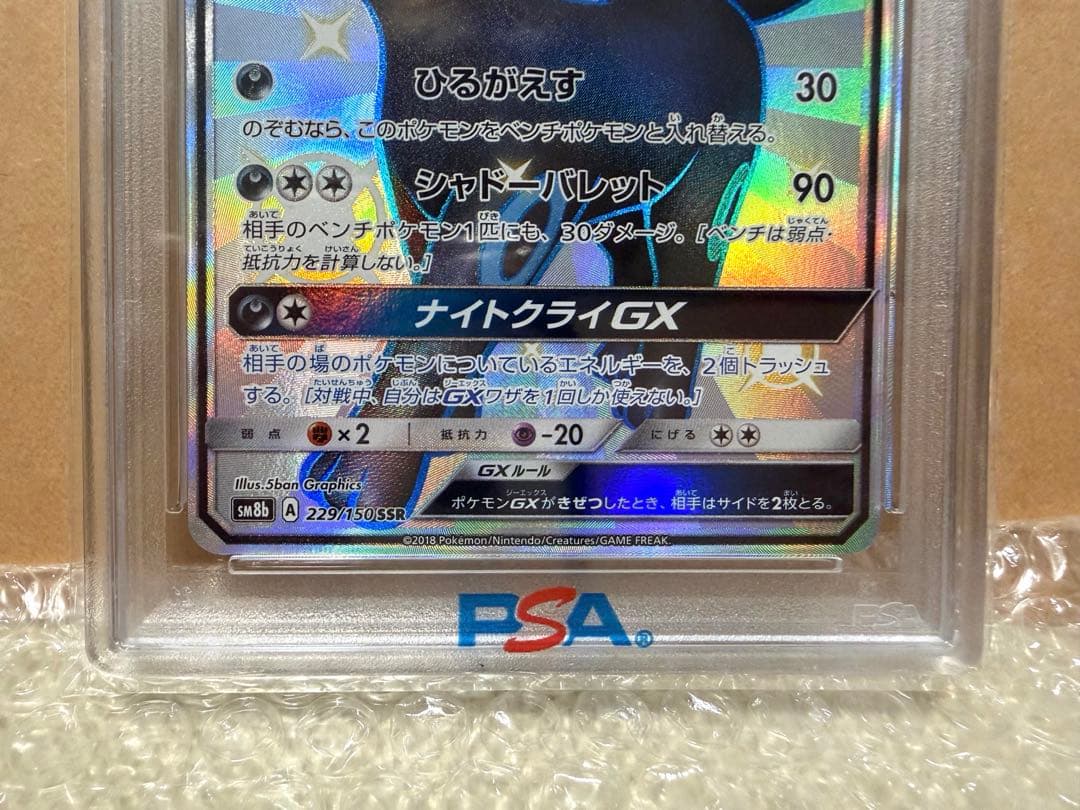 ひるがえす 30
のぞむなら、このポケモンをベンチポケモンと入れ替える。
シャドーバレット 90
相手のベンチポケモン1匹にも、30ダメージ。[ベンチは弱点・
抵抗力を計算しない。]
ナイトクライGX
相手の場のポケモンについているエネルギーを、2個トラッシュ
する。[対戦中、自分はGXワザを1回しか使えない。]
弱点 ×2 抵抗力 -20 にげる
GXルール
ポケモンGXがきぜつしたとき、相手はサイドを2枚とる。
Illus.5ban Graphics
SM8b A 229/150 SSR
©2018 Pokémon/Nintendo/Creatures/GAME FREAK.
PSA®